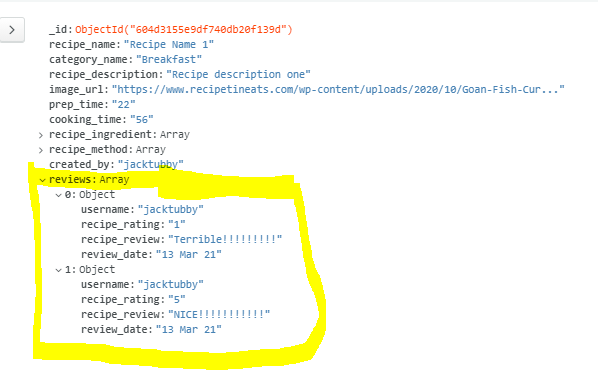 _id: ObjectId("604d3155e9df740db20f139d")
recipe_name: "Recipe Name 1"
category_name: "Breakfast"
recipe_description: "Recipe description one"
image_url: "https://www.recipetineats.com/wp-content/uploads/2020/10/Goan-Fish-Cur..."
prep_time: "22"
cooking_time: "56"
recipe_ingredient: Array
recipe_method: Array
created_by: "jacktubby"
reviews: Array
0: Object
username: "jacktubby"
recipe_rating: "1"
recipe_review: "Terrible!!!!!!!!!"
review_date: "13 Mar 21"
1: Object
username: "jacktubby"
recipe_rating: "5"
recipe_review: "NICE!!!!!!!!!!!"
review_date: "13 Mar 21"